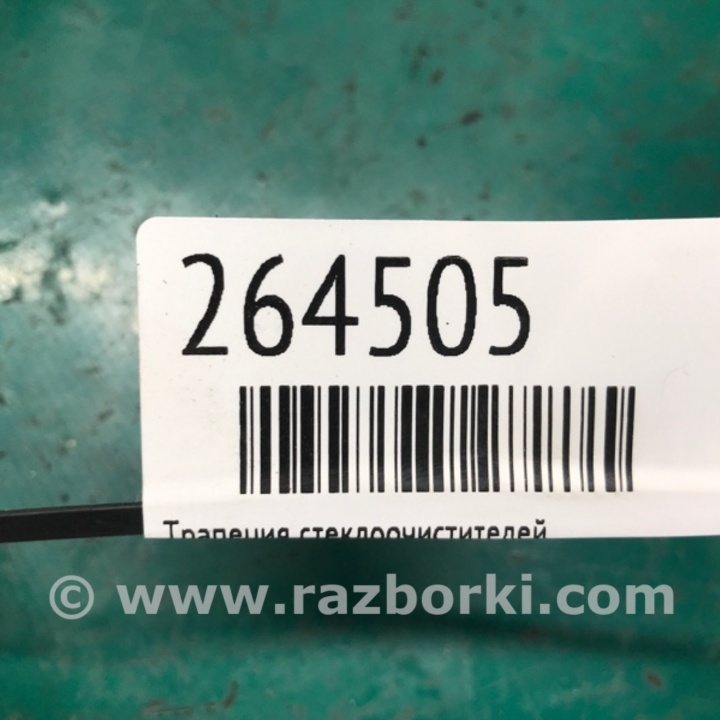 264505
Трапеция стеклоочистителей
© www.razborki.com